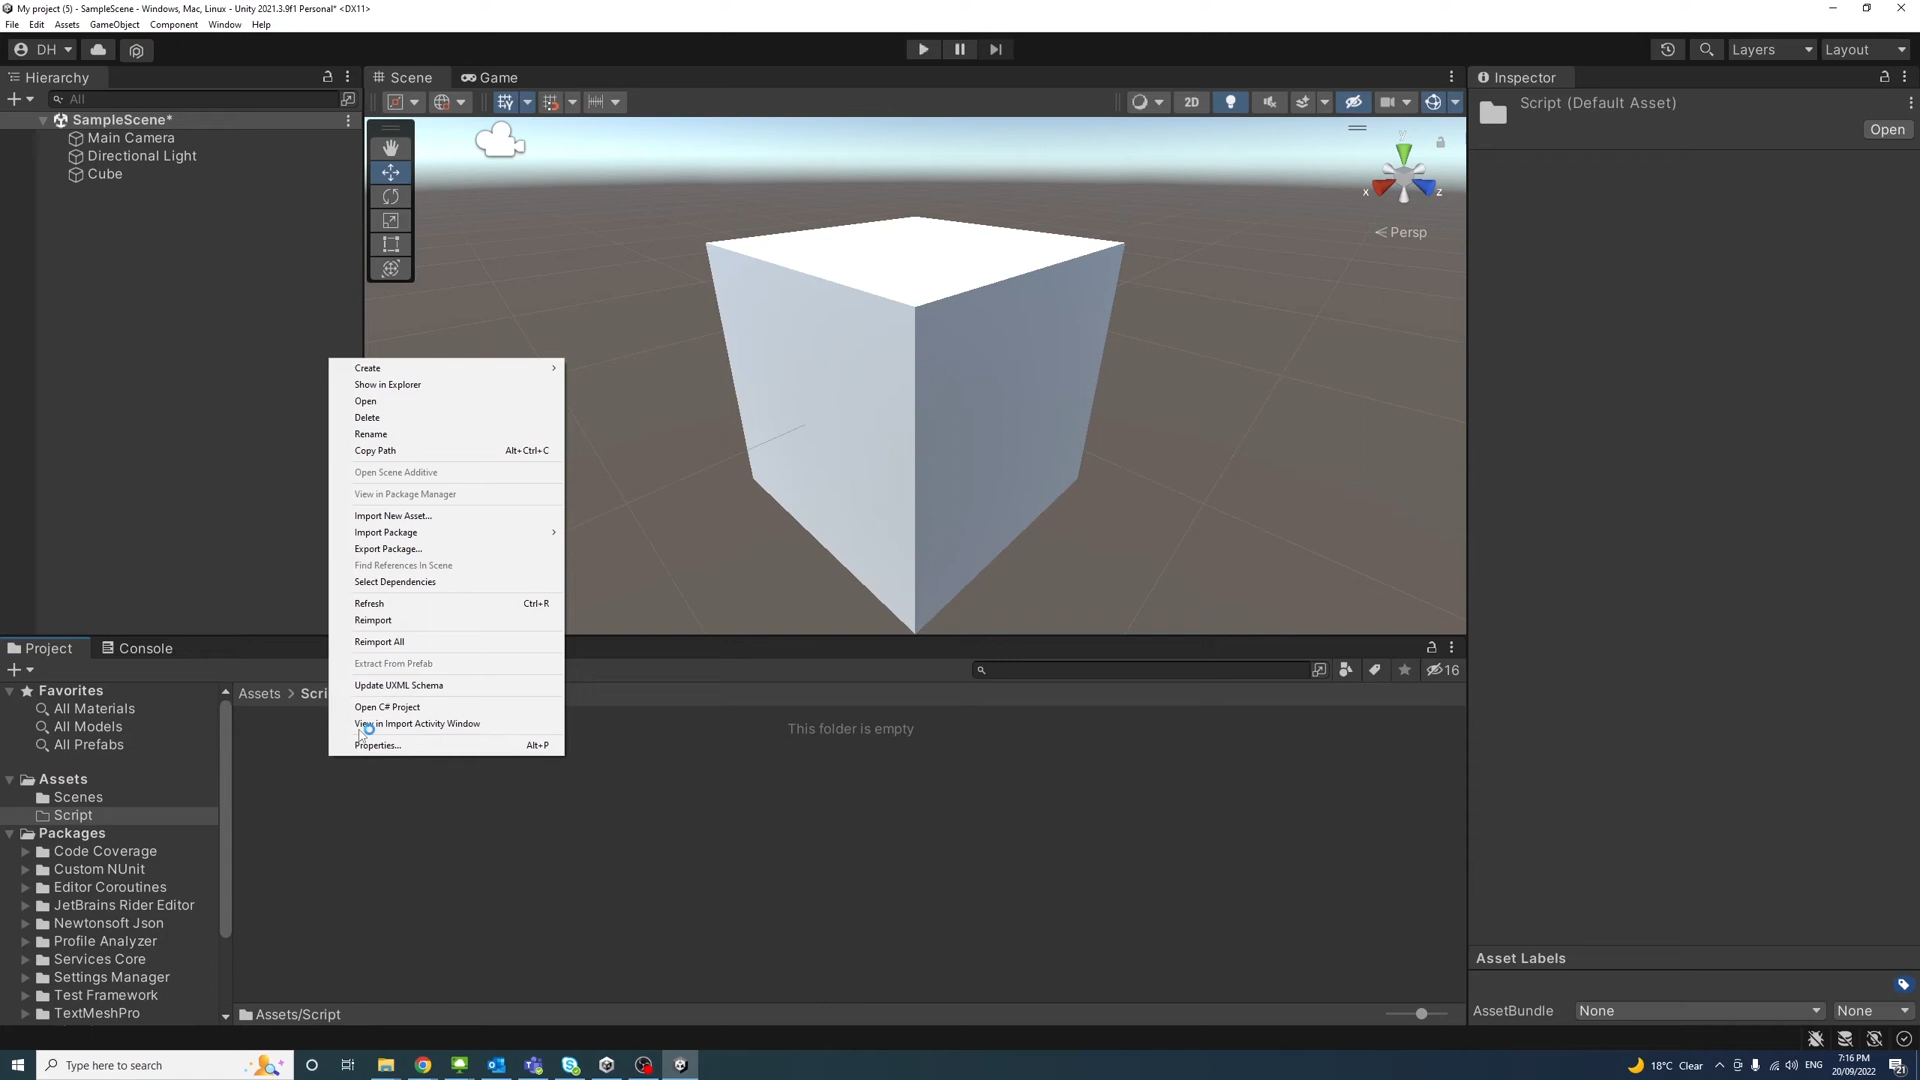 My project (5) - SampleScene - Windows, Mac, Linux - Unity 2021.3.9f1 Personal* <DX11>
File Edit Assets GameObject Component Window Help
DH Layers Layout
Hierarchy Scene Game Inspector
All 2D Script (Default Asset)
Open
SampleScene*
Main Camera
Directional Light
Cube
y
x z
Persp
Create
Show in Explorer
Open
Delete
Rename
Copy Path Alt+Ctrl+C
Open Scene Additive
View in Package Manager
Import New Asset...
Import Package
Export Package...
Find References In Scene
Select Dependencies
Refresh Ctrl+R
Reimport
Reimport All
Extract From Prefab
Update UXML Schema
Open C# Project
View in Import Activity Window
Properties... Alt+P
Project Console
16
Favorites
All Materials
All Models
All Prefabs
Assets > Scri
This folder is empty
Assets
Scenes
Script
Packages
Code Coverage
Custom NUnit
Editor Coroutines
JetBrains Rider Editor
Newtonsoft Json
Profile Analyzer
Services Core
Settings Manager
Test Framework
TextMeshPro
Assets/Script
Asset Labels
AssetBundle None None
Type here to search
18°C Clear ENG 7:16 PM
20/09/2022
21